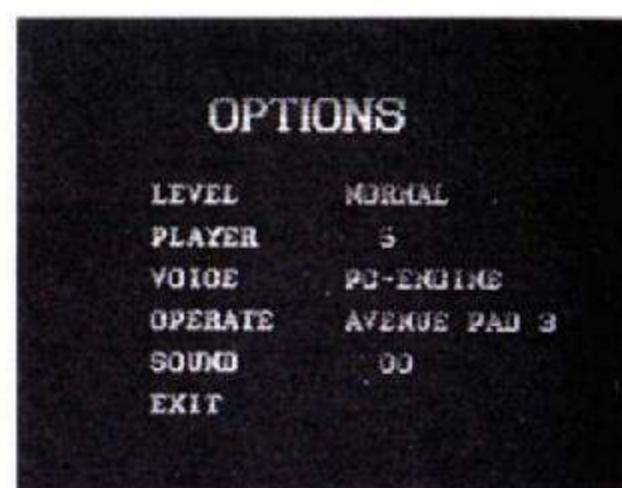 OPTIONS
LEVEL NORMAL
PLAYER 5
VOICE PC-ENGINE
OPERATE AVENUE PAD 3
SOUND 00
EXIT